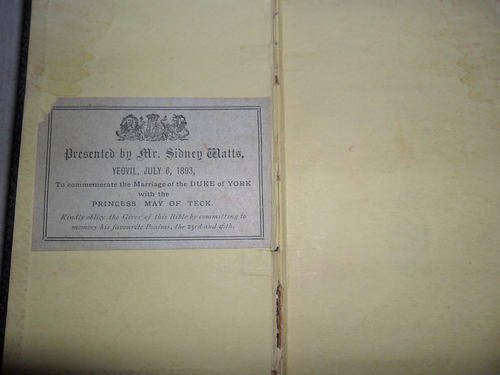 Presented by Mr. Sidney Watts,
YEOVIL, JULY 6, 1893,
To commemorate the Marriage of the DUKE of YORK
with the
PRINCESS MAY OF TECK.
Kindly oblige the Giver of this Bible by committing to
memory his favourite Psalms, the 23rd and 46th.